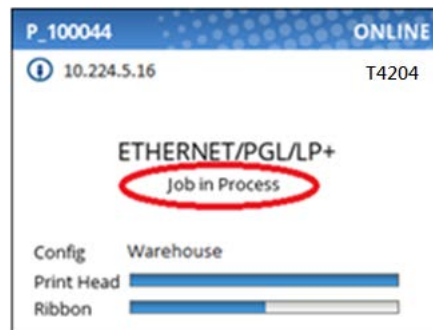 P_100044 ONLINE
10.224.5.16 T4204
ETHERNET/PGL/LP+
Job in Process
Config Warehouse
Print Head
Ribbon